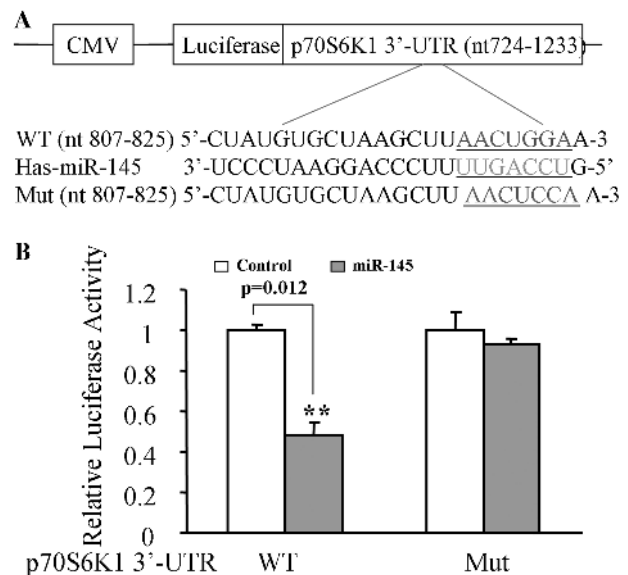 A
CMV
Luciferase
p70S6K1 3’-UTR (nt724-1233)
WT (nt 807-825) 5’-CUAUGUGCUAAGCUUAACUGGAA-3
Has-miR-145 3’-UCCCUAAGGACCCUUUUGACCUG-5’
Mut (nt 807-825) 5’-CUAUGUGCUAAGCUU AACUCCA A-3
B
Control
miR-145
p=0.012
**
Relative Luciferase Activity
1.2
1
0.8
0.6
0.4
0.2
0
p70S6K1 3’-UTR WT Mut